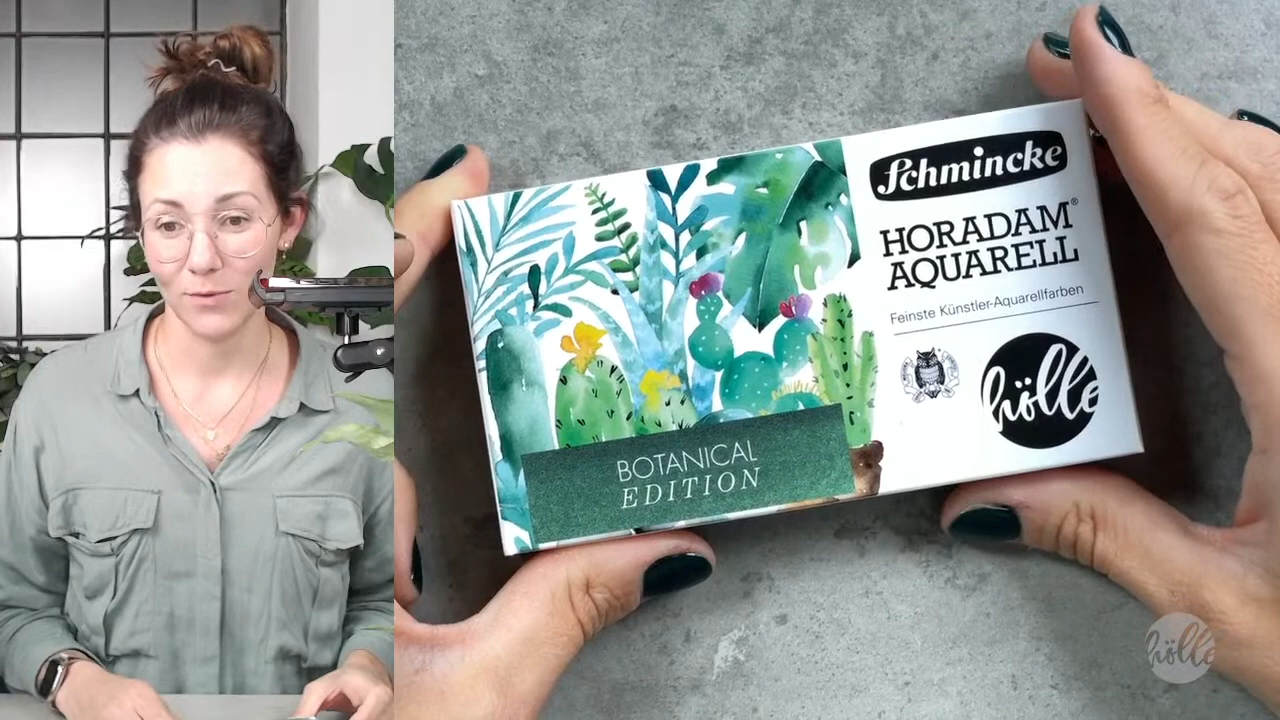 Schmincke
HORADAM®
AQUARELL
Feinste Künstler-Aquarellfarben
hölle
BOTANICAL
EDITION
hölle